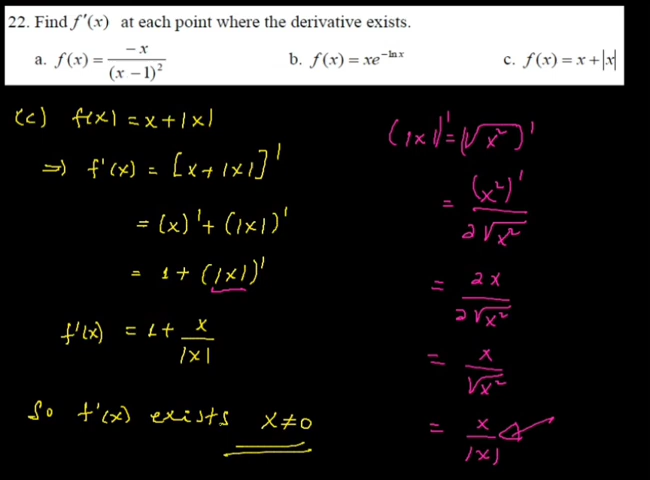 22. Find f'(x) at each point where the derivative exists.
a. f(x) = -x / (x - 1)²
b. f(x) = xe^(-ln x)
c. f(x) = x + |x|
(c) f(x) = x + |x|
⇒ f'(x) = [x + |x|]'
= (x)' + (|x|)'
= 1 + (|x|)'
f'(x) = 1 + x / |x|
So f'(x) exists x ≠ 0
(|x|)' = (√x²)'
= (x²)' / 2√x²
= 2x / 2√x²
= x / √x²
= x / |x|